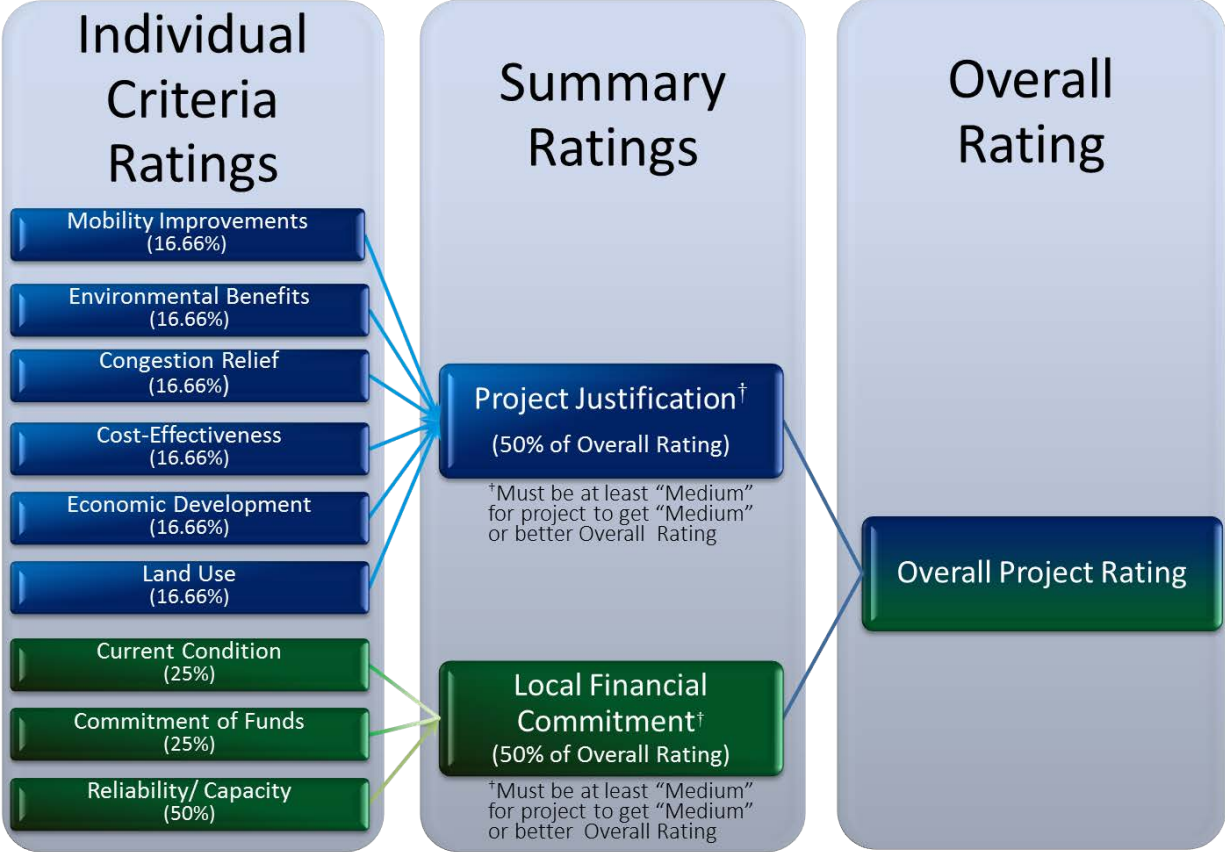 Individual
Criteria
Ratings
Mobility Improvements
(16.66%)
Environmental Benefits
(16.66%)
Congestion Relief
(16.66%)
Cost-Effectiveness
(16.66%)
Economic Development
(16.66%)
Land Use
(16.66%)
Current Condition
(25%)
Commitment of Funds
(25%)
Reliability/ Capacity
(50%)
Summary
Ratings
Project Justification†
(50% of Overall Rating)
†Must be at least “Medium”
for project to get “Medium”
or better Overall Rating
Local Financial
Commitment†
(50% of Overall Rating)
†Must be at least “Medium”
for project to get “Medium”
or better Overall Rating
Overall
Rating
Overall Project Rating